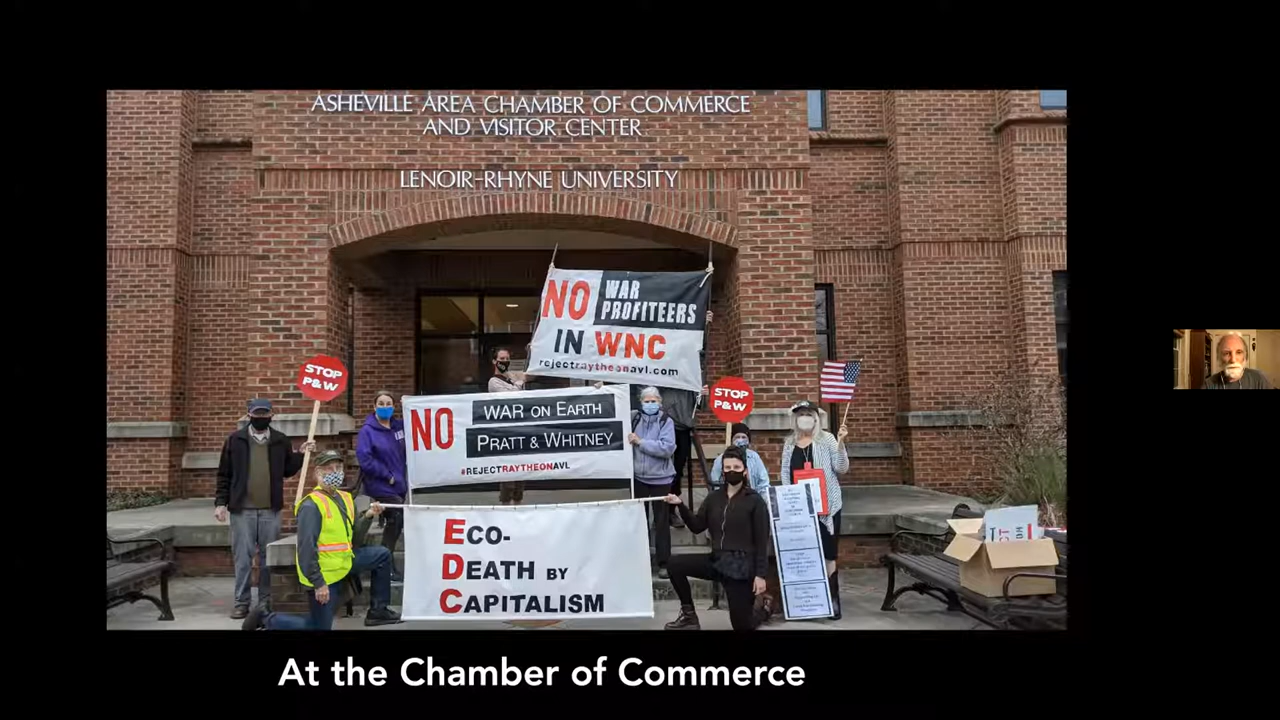 ASHEVILLE AREA CHAMBER OF COMMERCE
AND VISITOR CENTER
LENOIR-RHYNE UNIVERSITY
NO WAR PROFITEERS
IN WNC
rejectraytheonavl.com
STOP
P&W
STOP
P&W
NO WAR ON EARTH
PRATT & WHITNEY
#REJECTRAYTHEONAVL
ECO-
DEATH BY
CAPITALISM
At the Chamber of Commerce